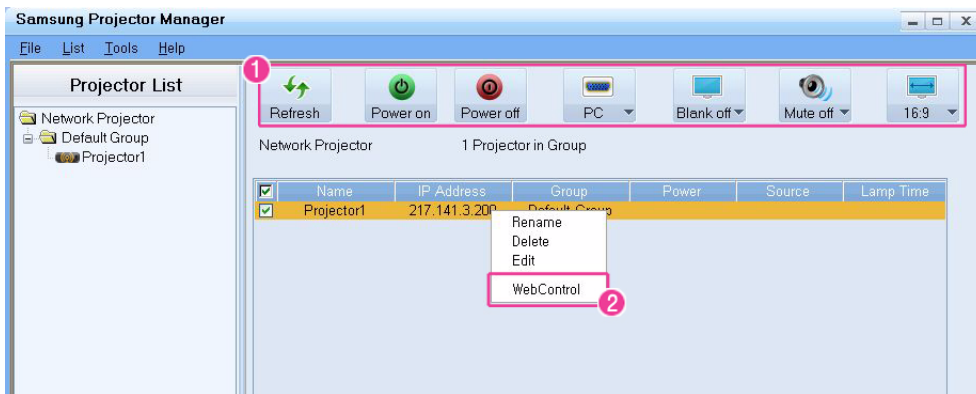 Samsung Projector Manager
File List Tools Help
1
Projector List
Refresh Power on Power off PC Blank off Mute off 16:9
Network Projector
Default Group
Projector1
Network Projector 1 Projector in Group
Name IP Address Group Power Source Lamp Time
Projector1 217.141.3.200 Default Group
Rename
Delete
Edit
WebControl
2